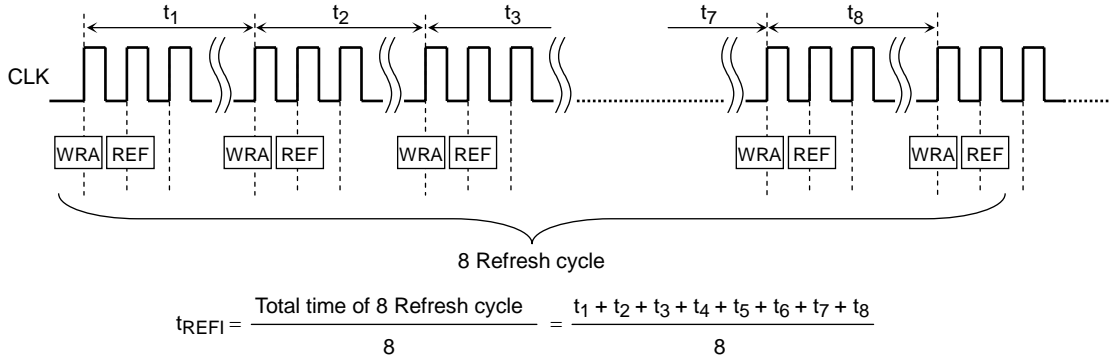 t1 t2 t3 t7 t8
CLK
WRA REF WRA REF WRA REF WRA REF WRA REF
8 Refresh cycle
tREFI = Total time of 8 Refresh cycle / 8 = t1 + t2 + t3 + t4 + t5 + t6 + t7 + t8 / 8